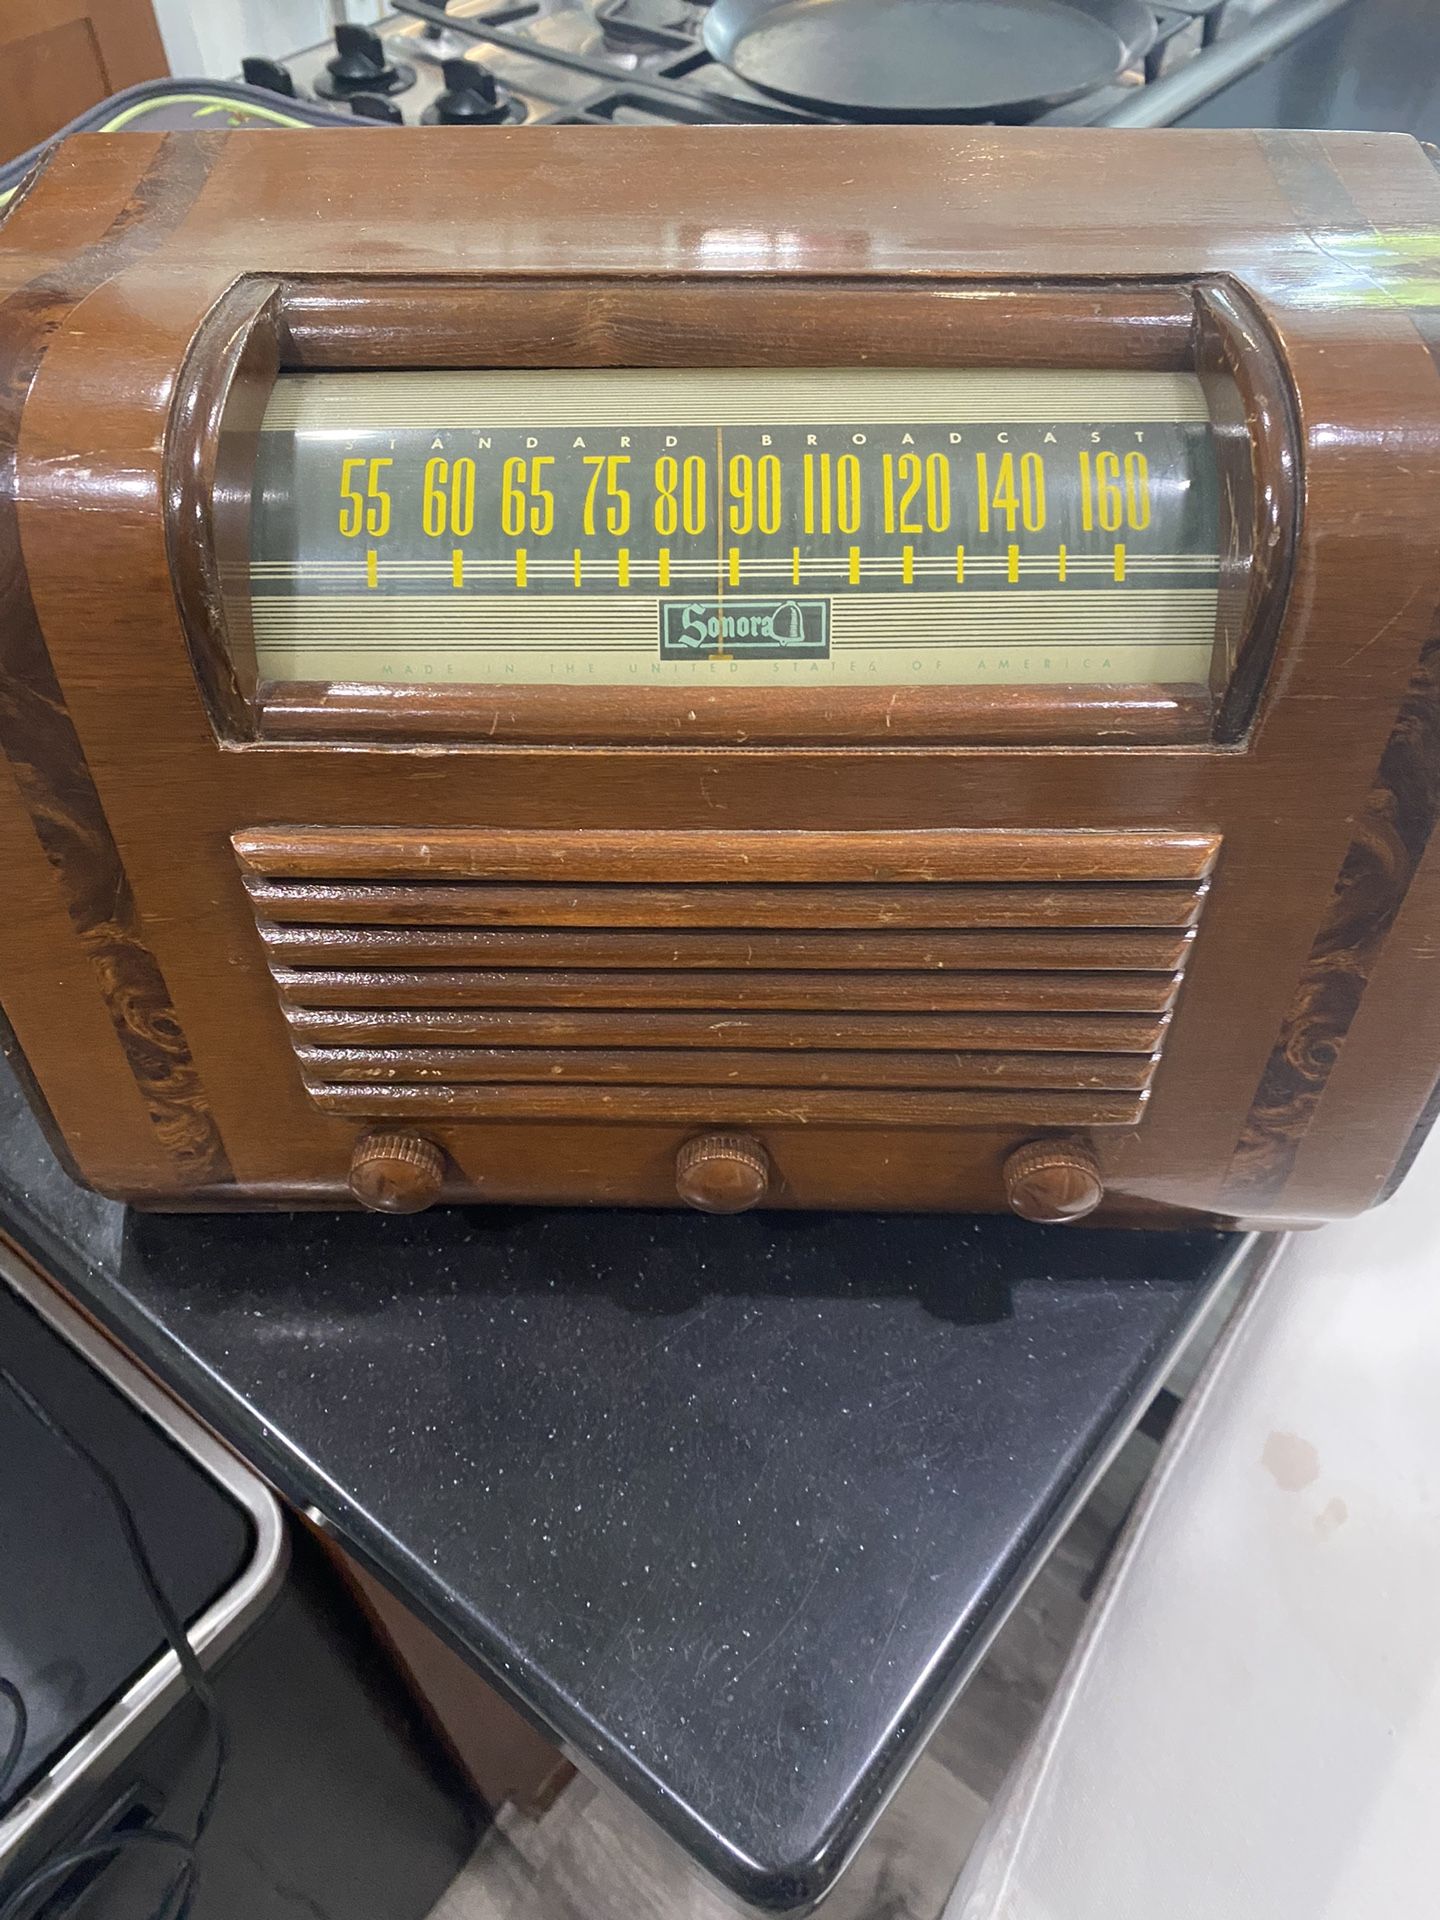 STANDARD BROADCAST
55 60 65 75 80 90 110 120 140 160
Sonora
MADE IN THE UNITED STATES OF AMERICA